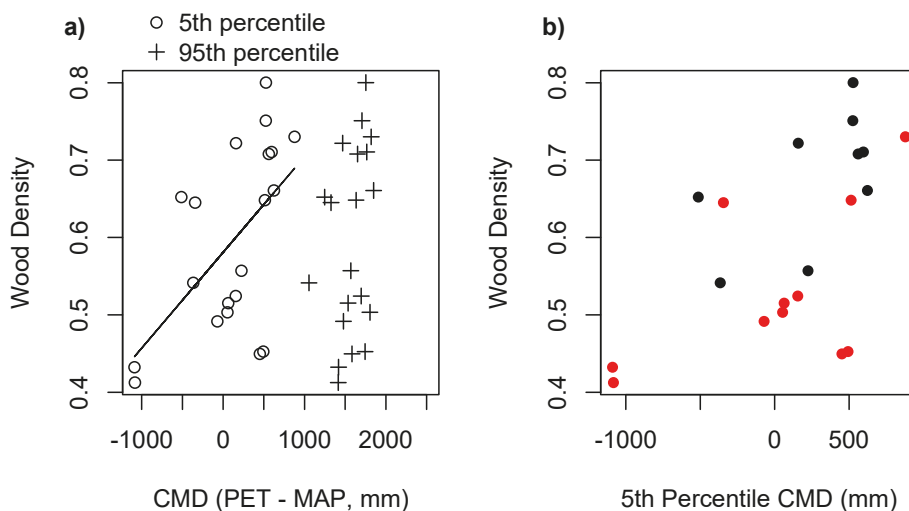 a)
5th percentile
95th percentile
Wood Density
0.8
0.7
0.6
0.5
0.4
-1000 0 1000 2000
CMD (PET - MAP, mm)
b)
Wood Density
0.8
0.7
0.6
0.5
0.4
-1000 0 500
5th Percentile CMD (mm)